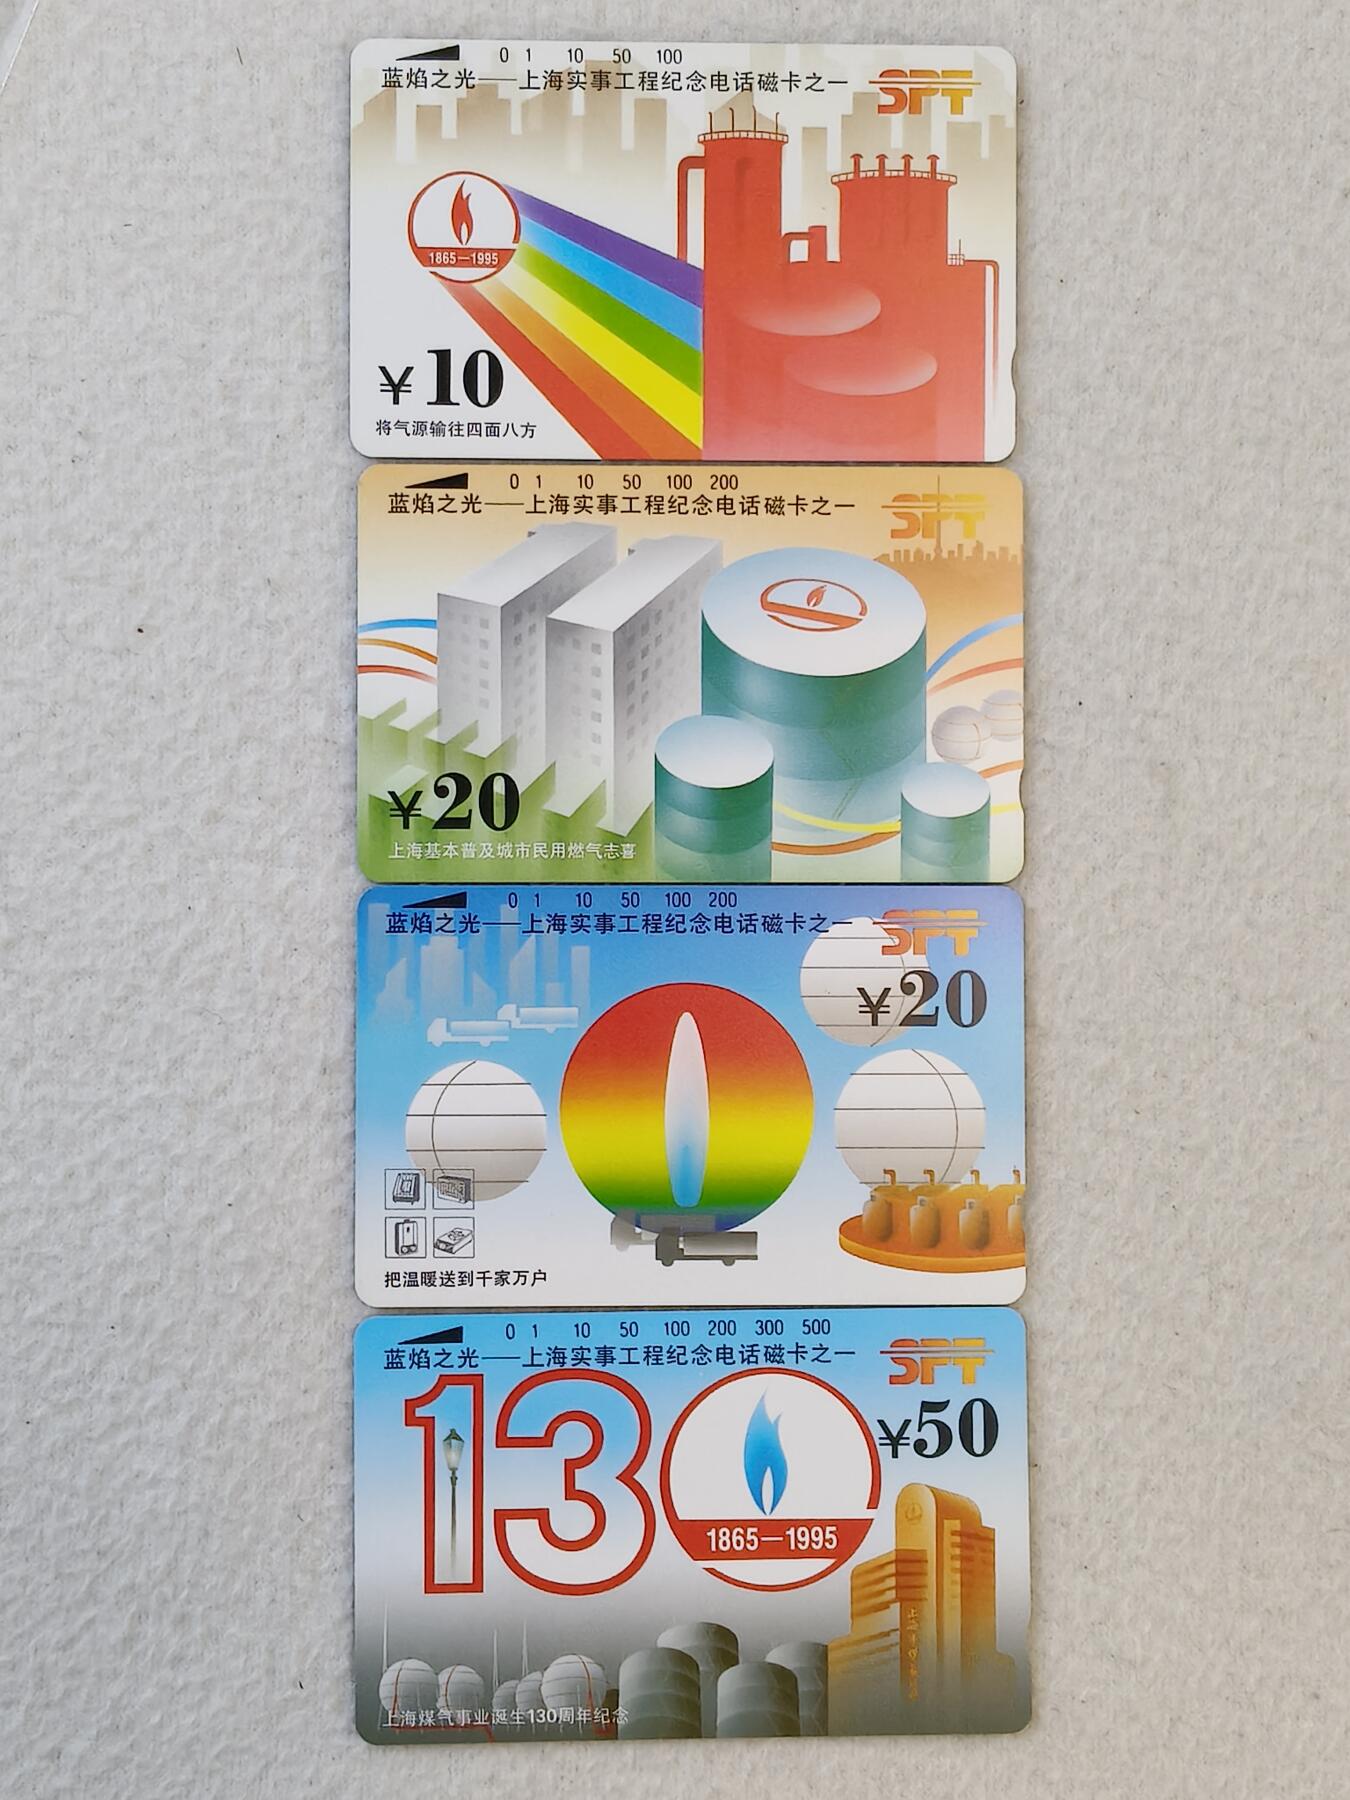 0 1 10 50 100
蓝焰之光——上海实事工程纪念电话磁卡之一
SPT
1865—1995
¥10
将气源输往四面八方
0 1 10 50 100 200
蓝焰之光——上海实事工程纪念电话磁卡之一
SPT
¥20
上海基本普及城市民用燃气志喜
0 1 10 50 100 200
蓝焰之光——上海实事工程纪念电话磁卡之一
SPT
¥20
把温暖送到千家万户
0 1 10 50 100 200 300 500
蓝焰之光——上海实事工程纪念电话磁卡之一
SPT
130
¥50
1865—1995
上海煤气事业诞生130周年纪念